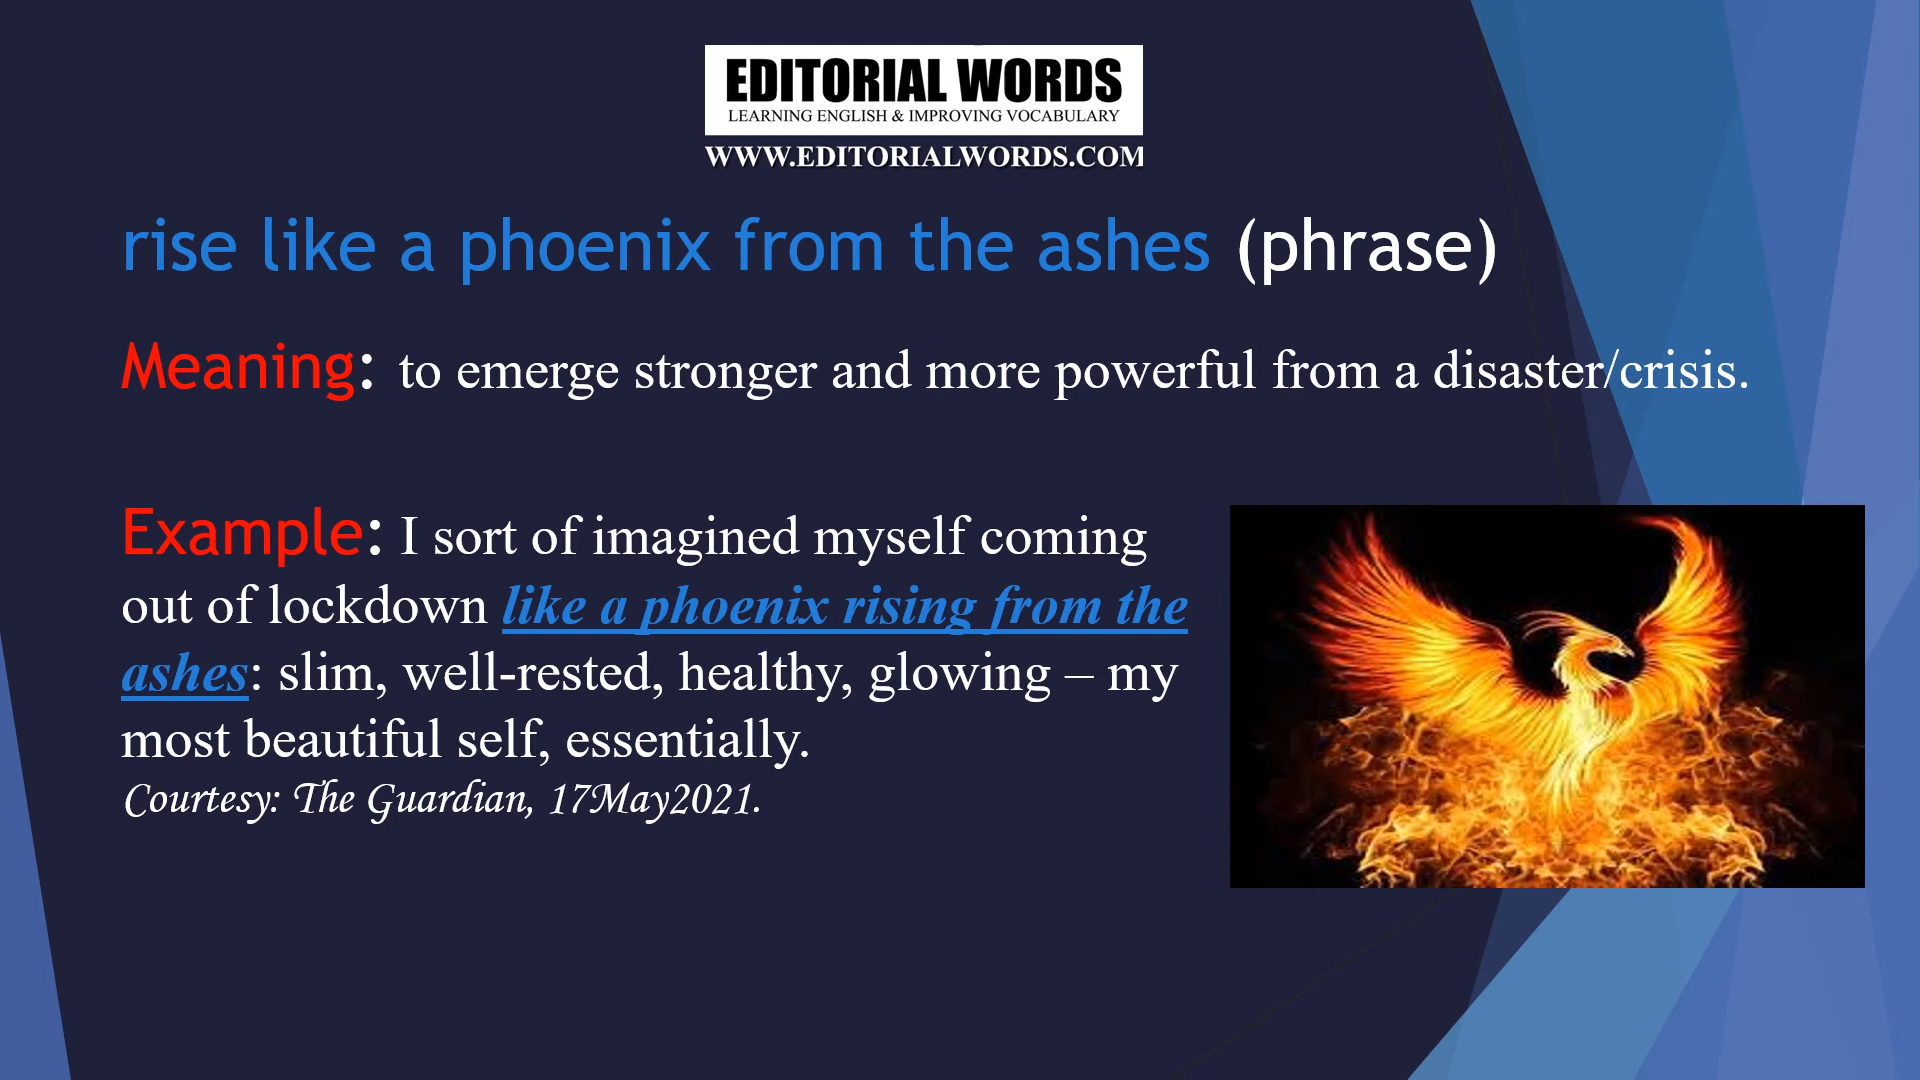 EDITORIAL WORDS
LEARNING ENGLISH & IMPROVING VOCABULARY
WWW.EDITORIALWORDS.COM
rise like a phoenix from the ashes (phrase)
Meaning: to emerge stronger and more powerful from a disaster/crisis.
Example: I sort of imagined myself coming
out of lockdown like a phoenix rising from the
ashes: slim, well-rested, healthy, glowing – my
most beautiful self, essentially.
Courtesy: The Guardian, 17May2021.